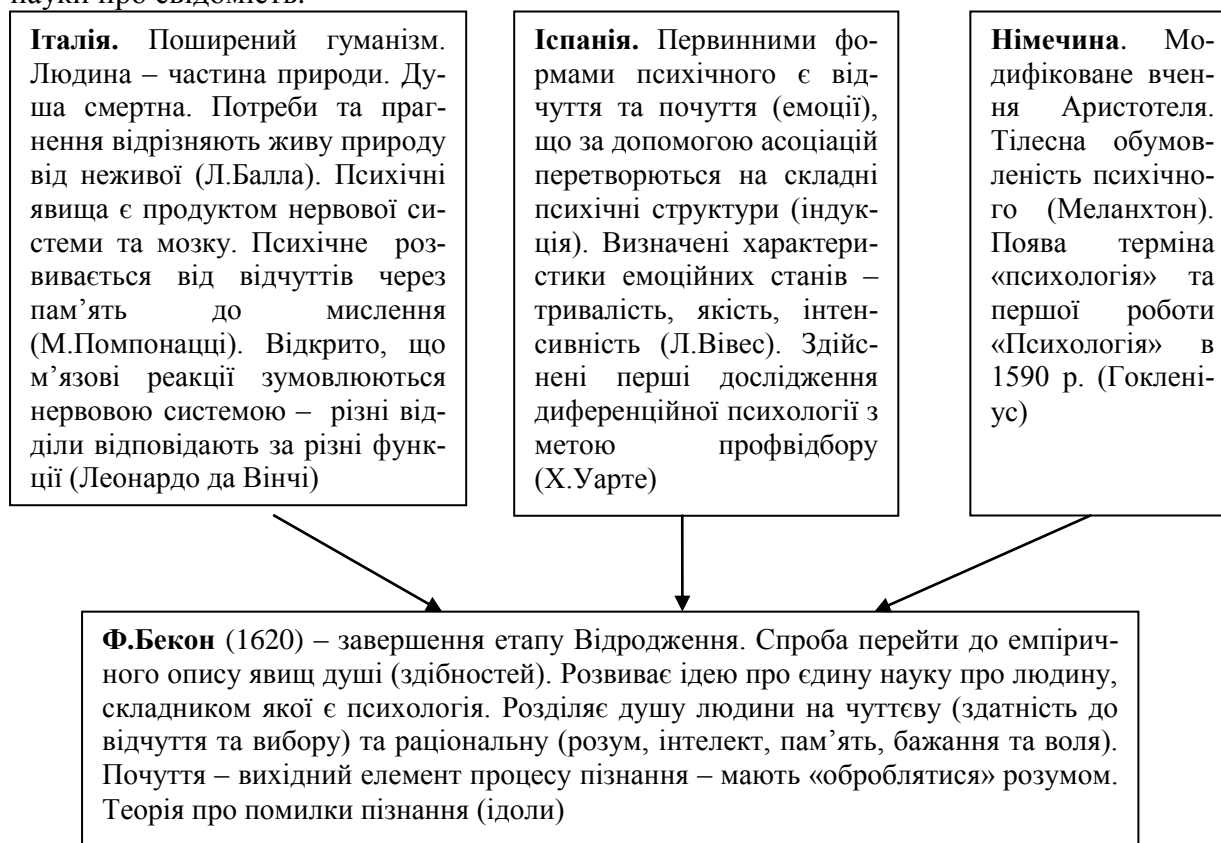 науки про свідомість.
Італія. Поширений гуманізм.
Людина – частина природи. Ду-
ша смертна. Потреби та праг-
нення відрізняють живу природу
від неживої (Л.Балла). Психічні
явища є продуктом нервової си-
стеми та мозку. Психічне роз-
вивається від відчуттів через
пам’ять до мислення
(М.Помпонацці). Відкрито, що
м’язові реакції зумовлюються
нервовою системою – різні від-
діли відповідають за різні функ-
ції (Леонардо да Вінчі)
Іспанія. Первинними фо-
рмами психічного є від-
чуття та почуття (емоції),
що за допомогою асоціацій
перетворюються на складні
психічні структури (індук-
ція). Визначені характери-
стики емоційних станів –
тривалість, якість, інтен-
сивність (Л.Вівес). Здійс-
нені перші дослідження
диференційної психології з
метою профвідбору
(Х.Уарте)
Німечина. Мо-
дифіковане вчен-
ня Аристотеля.
Тілесна обумов-
леність психічно-
го (Меланхтон).
Поява терміна
«психологія» та
першої роботи
«Психологія» в
1590 р. (Гоклені-
ус)
Ф.Бекон (1620) – завершення етапу Відродження. Спроба перейти до емпірич-
ного опису явищ душі (здібностей). Розвиває ідею про єдину науку про людину,
складником якої є психологія. Розділяє душу людини на чуттєву (здатність до
відчуття та вибору) та раціональну (розум, інтелект, пам’ять, бажання та воля).
Почуття – вихідний елемент процесу пізнання – мають «оброблятися» розумом.
Теорія про помилки пізнання (ідоли)